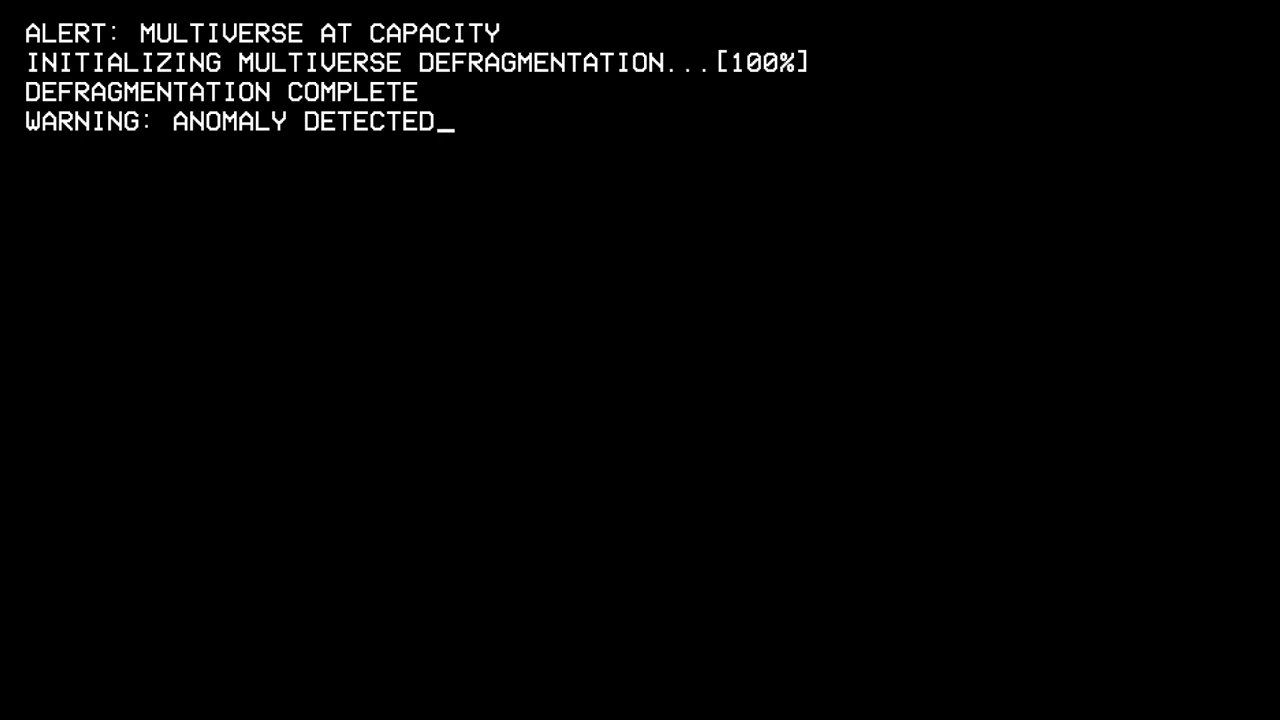 ALERT: MULTIVERSE AT CAPACITY
INITIALIZING MULTIVERSE DEFRAGMENTATION...[100%]
DEFRAGMENTATION COMPLETE
WARNING: ANOMALY DETECTED_